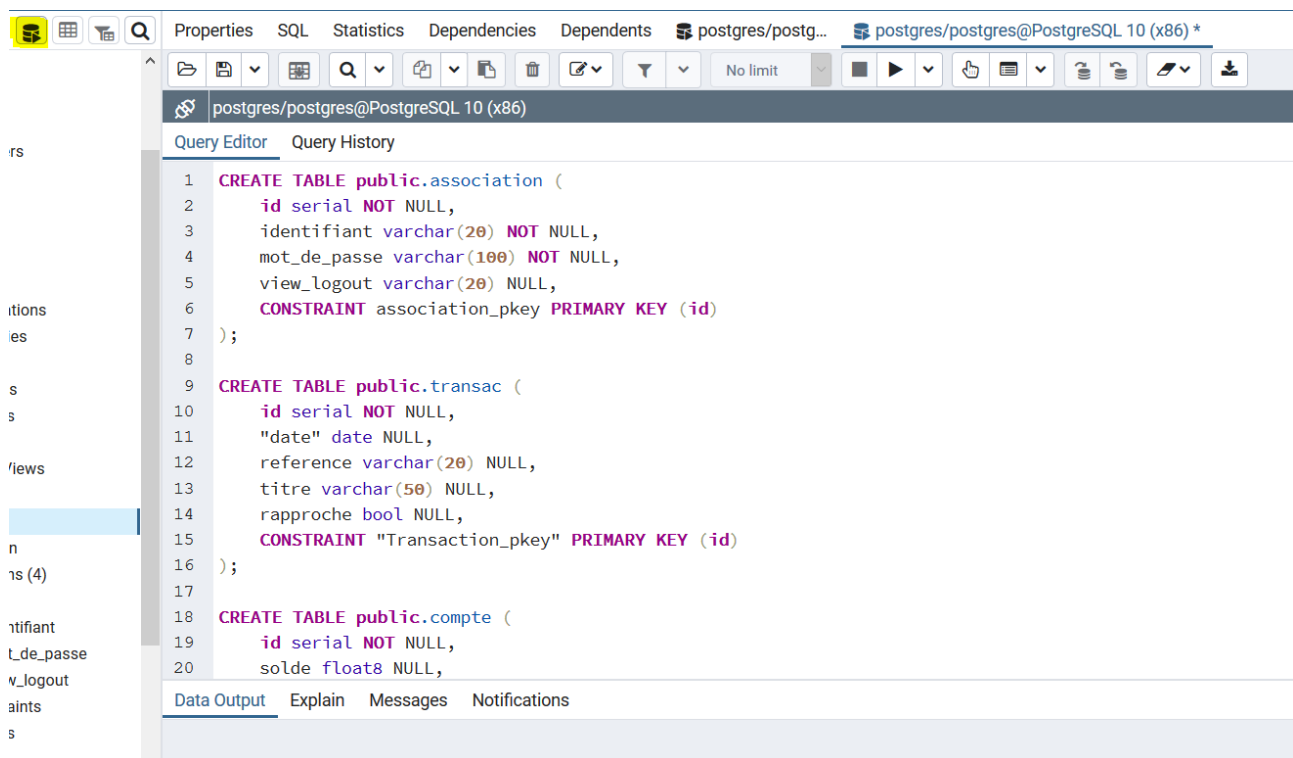 Properties SQL Statistics Dependencies Dependents postgres/postg... postgres/postgres@PostgreSQL 10 (x86) *
No limit
postgres/postgres@PostgreSQL 10 (x86)
Query Editor Query History
1 CREATE TABLE public.association (
2 id serial NOT NULL,
3 identifiant varchar(20) NOT NULL,
4 mot_de_passe varchar(100) NOT NULL,
5 view_logout varchar(20) NULL,
6 CONSTRAINT association_pkey PRIMARY KEY (id)
7 );
8
9 CREATE TABLE public.transac (
10 id serial NOT NULL,
11 "date" date NULL,
12 reference varchar(20) NULL,
13 titre varchar(50) NULL,
14 rapproche bool NULL,
15 CONSTRAINT "Transaction_pkey" PRIMARY KEY (id)
16 );
17
18 CREATE TABLE public.compte (
19 id serial NOT NULL,
20 solde float8 NULL,
Data Output Explain Messages Notifications
rs
ations
ies
s
s
Views
n
ns (4)
ntifiant
t_de_passe
w_logout
aints
s